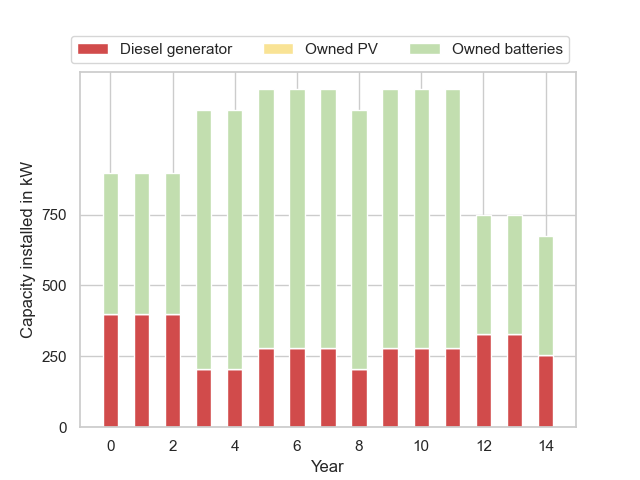 Diesel generator Owned PV Owned batteries
Capacity installed in kW
750
500
250
0
0 2 4 6 8 10 12 14
Year